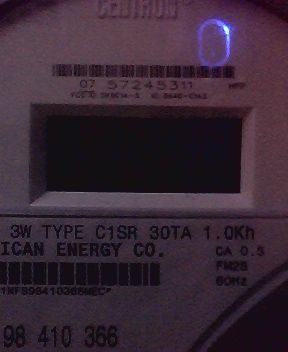 CENTRON
07 57245311
3W TYPE C1SR 30TA 1.0Kh
ICAN ENERGY CO.
CA 0.5
FM2S
60Hz
98 410 366